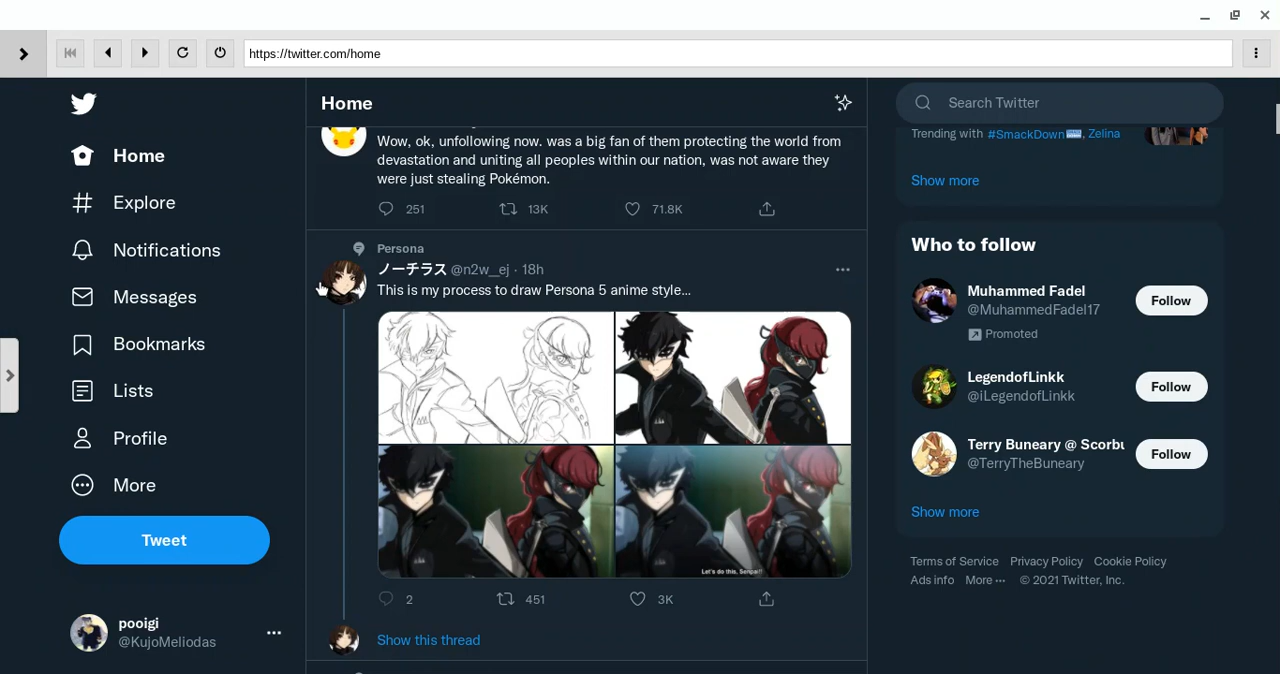 https://twitter.com/home
Home
Explore
Notifications
Messages
Bookmarks
Lists
Profile
More
Tweet
pooigi
@KujoMeliodas
Home
Wow, ok, unfollowing now. was a big fan of them protecting the world from
devastation and uniting all peoples within our nation, was not aware they
were just stealing Pokémon.
251 13K 71.8K
Persona
ノーチラス @n2w_ej · 18h
This is my process to draw Persona 5 anime style...
Let's do this, Senpai!!
2 451 3K
Show this thread
Search Twitter
Trending with #SmackDown, Zelina
Show more
Who to follow
Muhammed Fadel
@MuhammedFadel17
Follow
Promoted
LegendofLinkk
@iLegendofLinkk
Follow
Terry Buneary @ Scorbu
@TerryTheBuneary
Follow
Show more
Terms of Service Privacy Policy Cookie Policy
Ads info More ··· © 2021 Twitter, Inc.